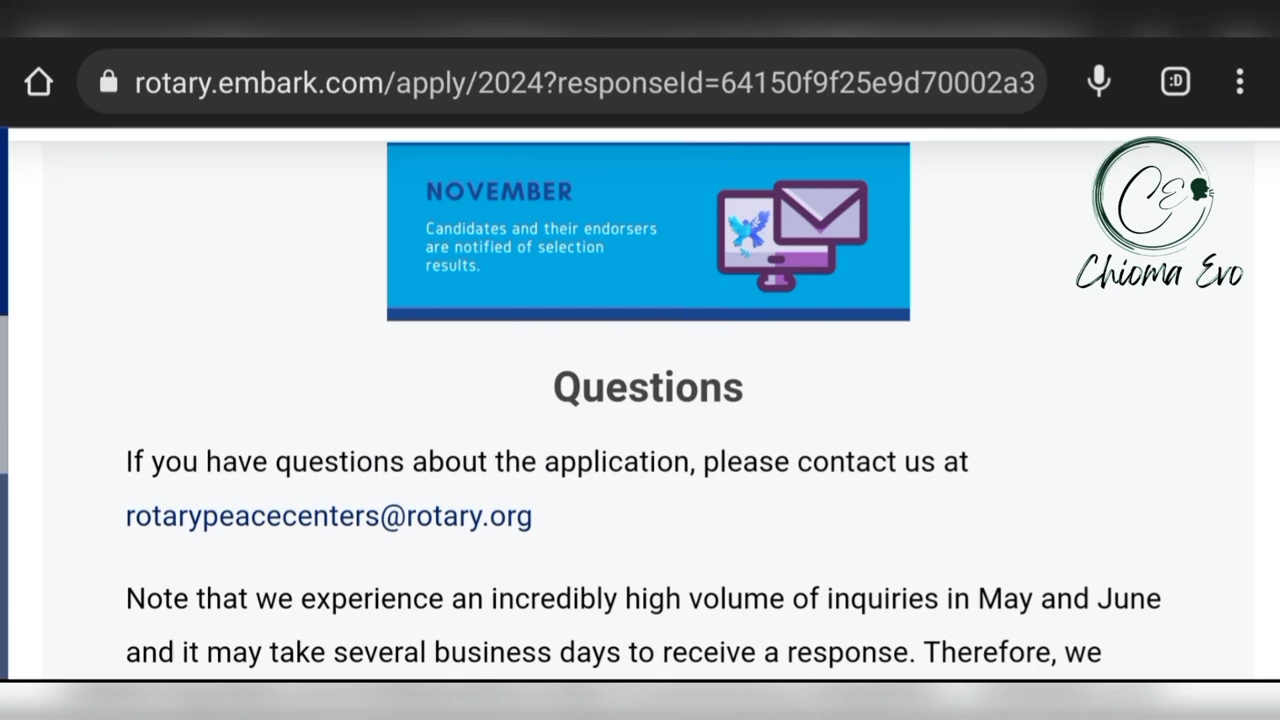 rotary.embark.com/apply/2024?responseId=64150f9f25e9d70002a3
:D
NOVEMBER
Candidates and their endorsers
are notified of selection
results.
CE
Chioma Evo
Questions
If you have questions about the application, please contact us at
rotarypeacecenters@rotary.org
Note that we experience an incredibly high volume of inquiries in May and June
and it may take several business days to receive a response. Therefore, we